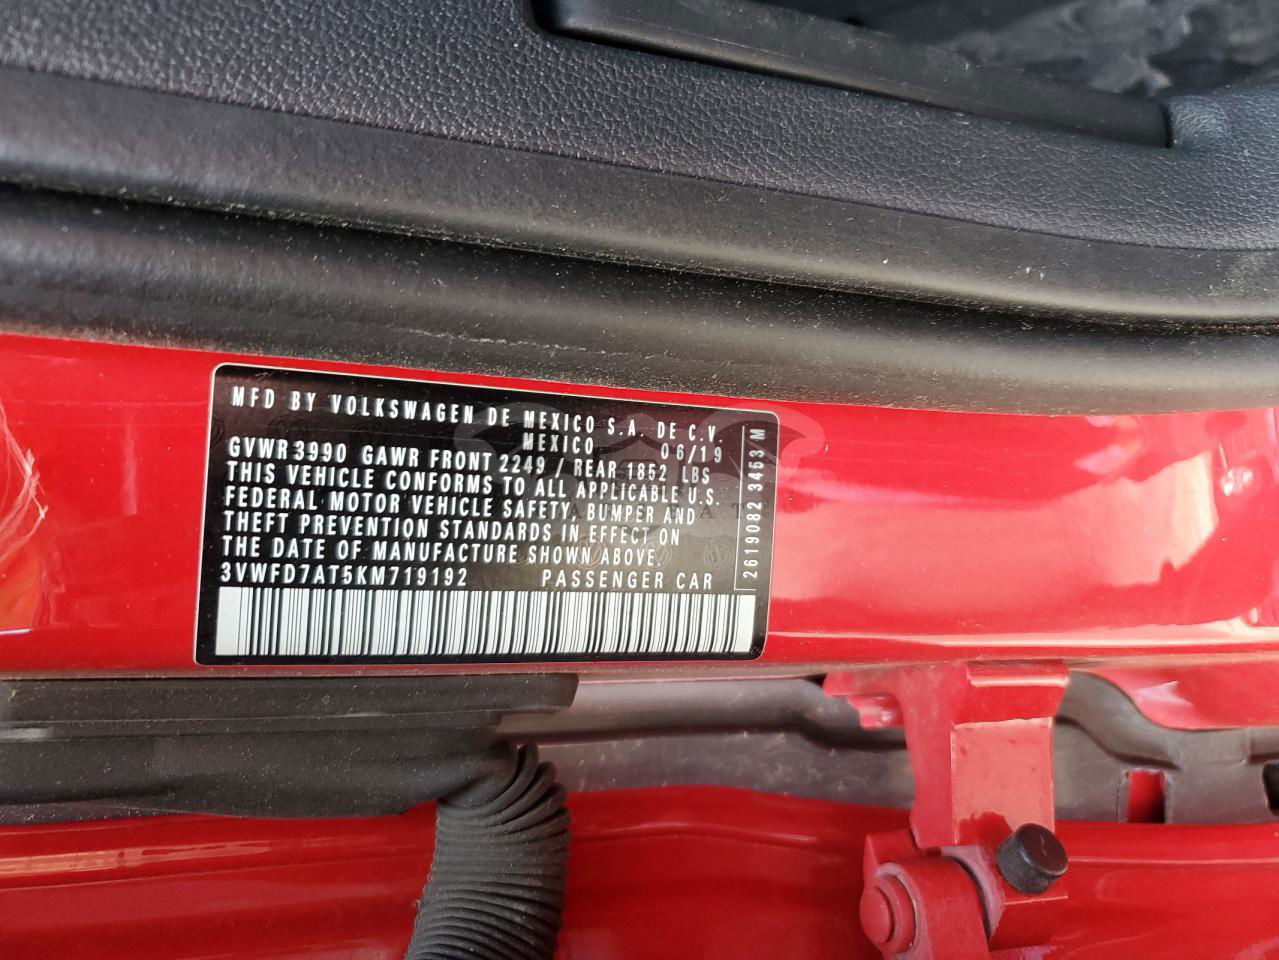 MFD BY VOLKSWAGEN DE MEXICO S.A. DE C.V.
MEXICO 06/19
GVWR 3990 GAWR FRONT 2249 / REAR 1852 LBS
THIS VEHICLE CONFORMS TO ALL APPLICABLE U.S.
FEDERAL MOTOR VEHICLE SAFETY, BUMPER AND
THEFT PREVENTION STANDARDS IN EFFECT ON
THE DATE OF MANUFACTURE SHOWN ABOVE.
3VWFD7AT5KM719192 PASSENGER CAR
2619082 3453/M